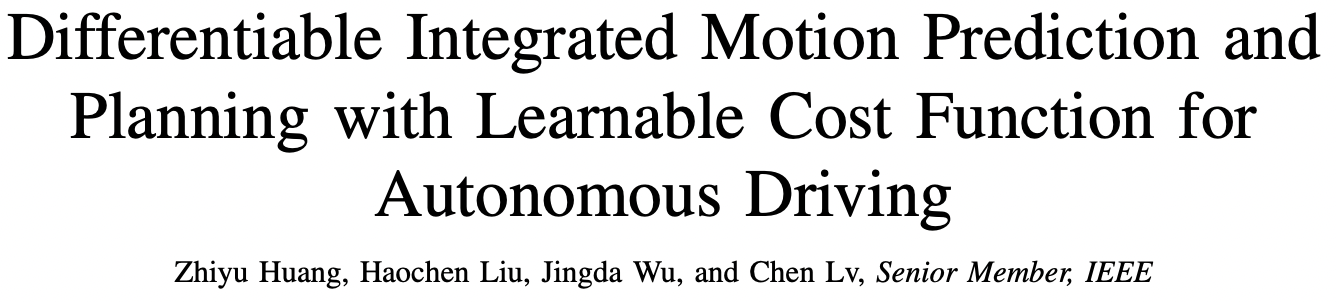 Differentiable Integrated Motion Prediction and
Planning with Learnable Cost Function for
Autonomous Driving
Zhiyu Huang, Haochen Liu, Jingda Wu, and Chen Lv, Senior Member, IEEE